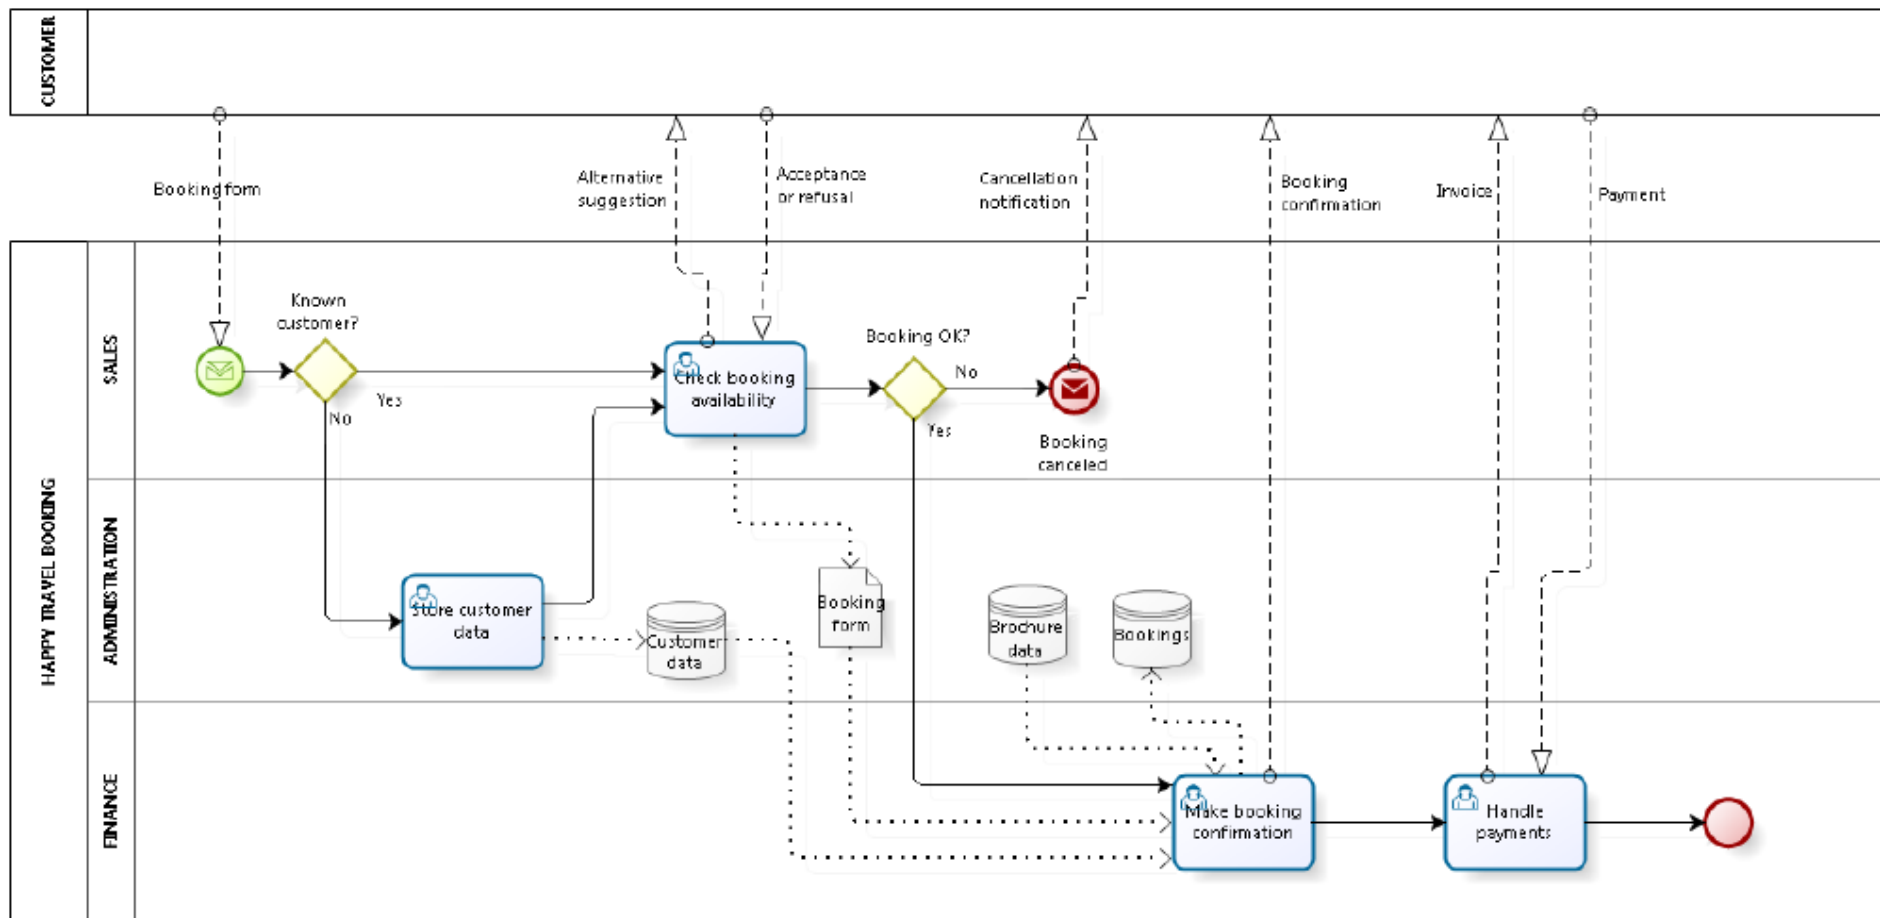 CUSTOMER
Booking form
Alternative
suggestion
Acceptance
or refusal
Cancellation
notification
Booking
confirmation
Invoice
Payment
HAPPY TRAVEL BOOKING
SALES
Known
customer?
Yes
No
Check booking
availability
Booking OK?
No
Yes
Booking
canceled
ADMINISTRATION
Store customer
data
Customer
data
Booking
form
Brochure
data
Bookings
FINANCE
Make booking
confirmation
Handle
payments